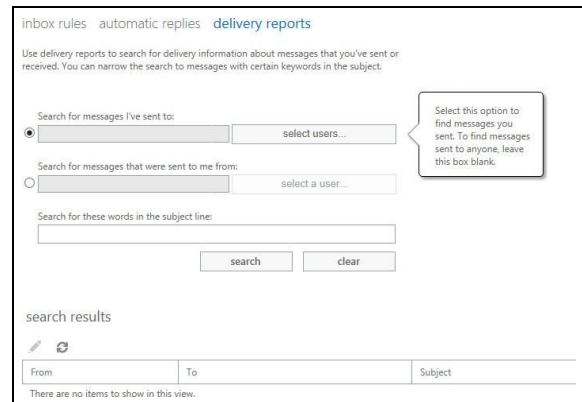 inbox rules automatic replies delivery reports
Use delivery reports to search for delivery information about messages that you've sent or
received. You can narrow the search to messages with certain keywords in the subject.
Search for messages I've sent to:
select users...
Select this option to
find messages you
sent. To find messages
sent to anyone, leave
this box blank.
Search for messages that were sent to me from:
select a user...
Search for these words in the subject line:
search clear
search results
From To Subject
There are no items to show in this view.